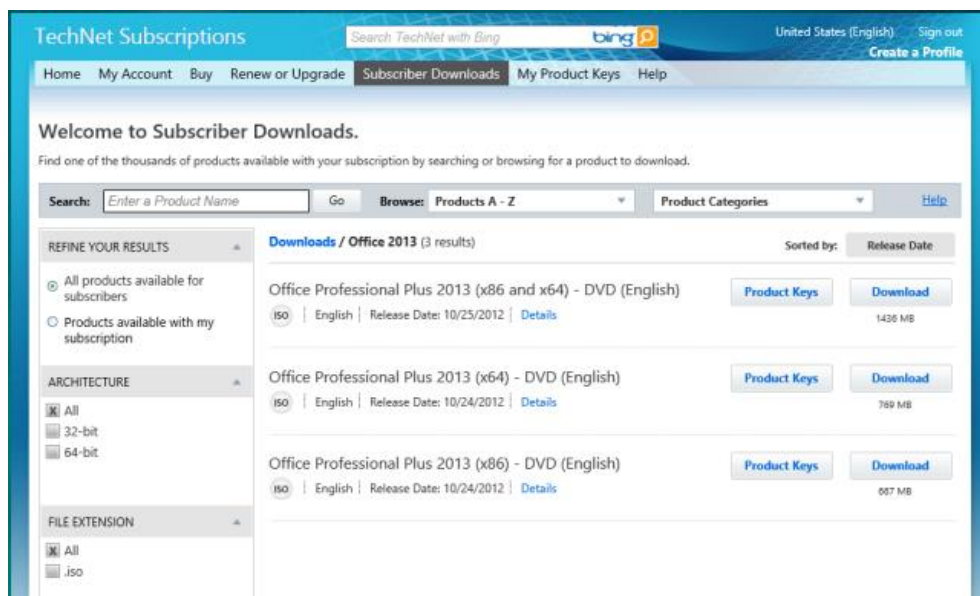 TechNet Subscriptions
Search TechNet with Bing
bing
United States (English) Sign out
Create a Profile
Home My Account Buy Renew or Upgrade Subscriber Downloads My Product Keys Help
Welcome to Subscriber Downloads.
Find one of the thousands of products available with your subscription by searching or browsing for a product to download.
Search: Enter a Product Name Go Browse: Products A - Z Product Categories Help
REFINE YOUR RESULTS
All products available for
subscribers
Products available with my
subscription
ARCHITECTURE
All
32-bit
64-bit
FILE EXTENSION
All
.iso
Downloads / Office 2013 (3 results) Sorted by: Release Date
Office Professional Plus 2013 (x86 and x64) - DVD (English) Product Keys Download
ISO English Release Date: 10/25/2012 Details 1436 MB
Office Professional Plus 2013 (x64) - DVD (English) Product Keys Download
ISO English Release Date: 10/24/2012 Details 769 MB
Office Professional Plus 2013 (x86) - DVD (English) Product Keys Download
ISO English Release Date: 10/24/2012 Details 667 MB